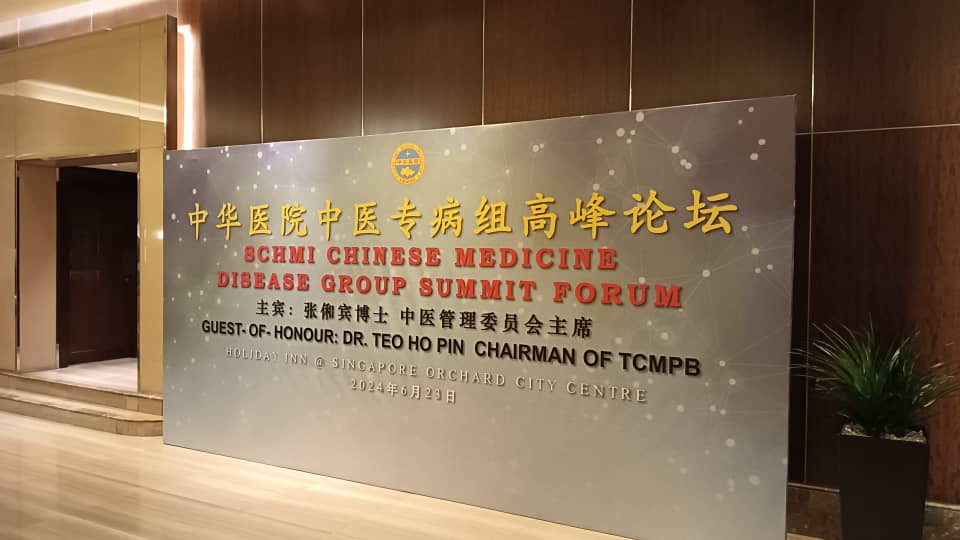 中华医院中医专病组高峰论坛
SCHMI CHINESE MEDICINE
DISEASE GROUP SUMMIT FORUM
主宾：张俰宾博士 中医管理委员会主席
GUEST-OF-HONOUR: DR. TEO HO PIN CHAIRMAN OF TCMPB
HOLIDAY INN @ SINGAPORE ORCHARD CITY CENTRE
2024年6月23日